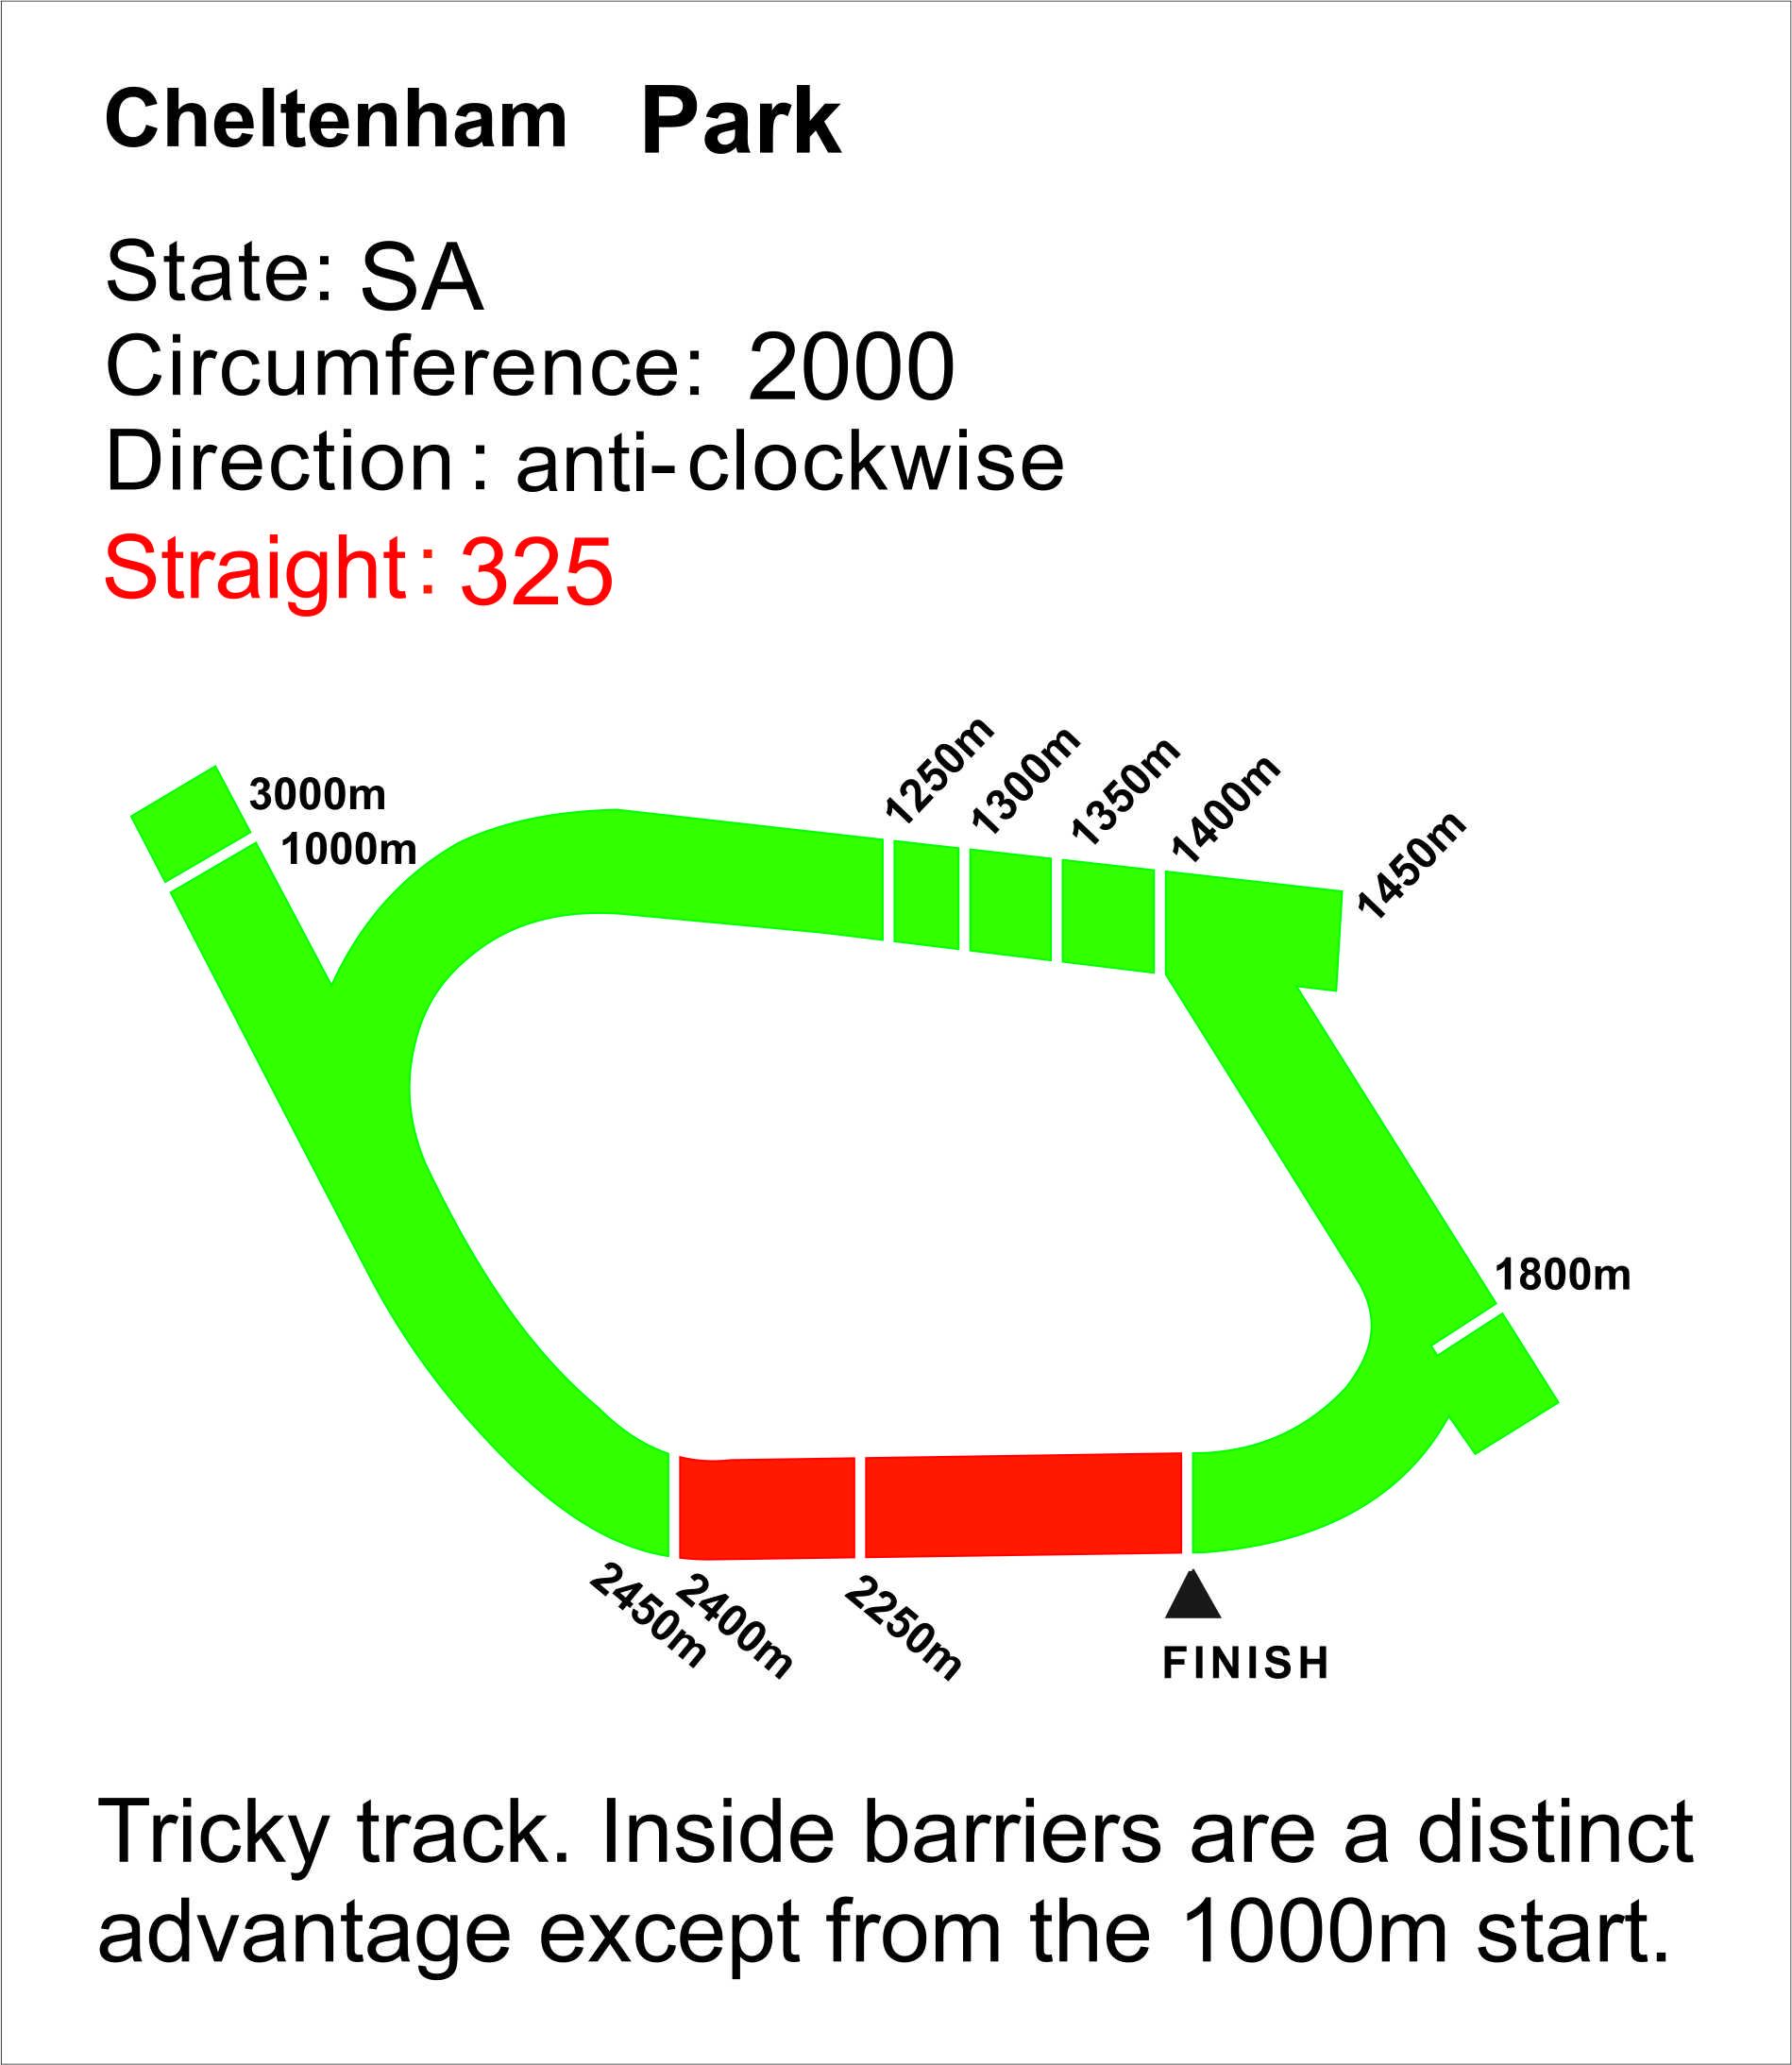 Cheltenham Park
State: SA
Circumference: 2000
Direction : anti-clockwise
Straight: 325
1250m
1300m
1350m
1400m
1450m
3000m
1000m
1800m
2450m
2400m
2250m
FINISH
Tricky track. Inside barriers are a distinct
advantage except from the 1000m start.